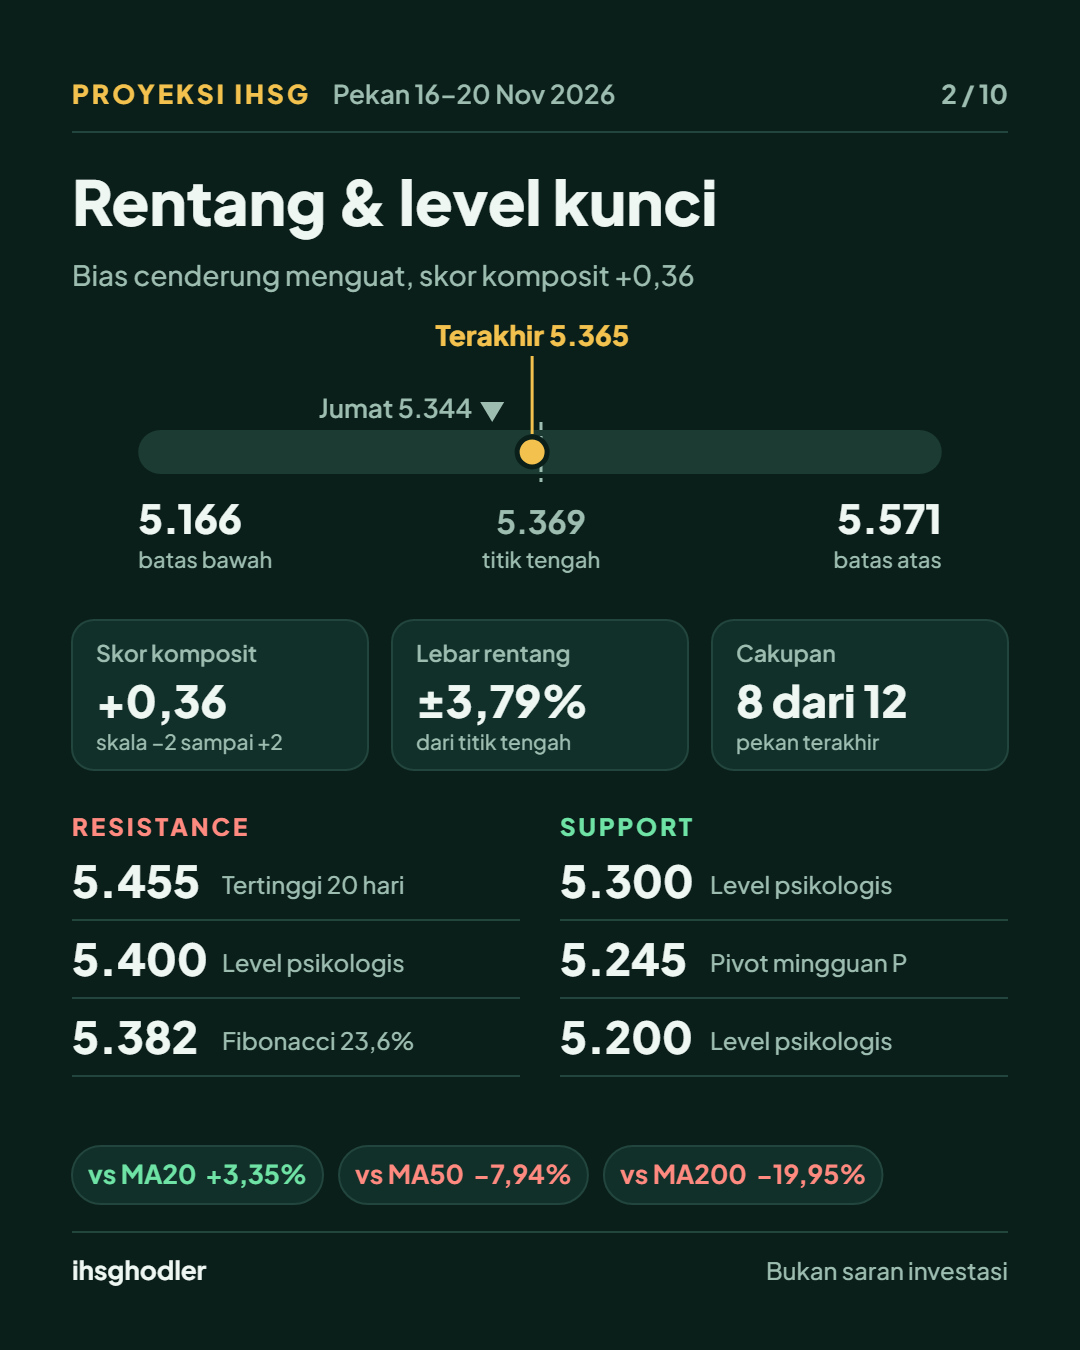 PROYEKSI IHSG Pekan 16–20 Nov 2026 2 / 10
Rentang & level kunci
Bias cenderung menguat, skor komposit +0,36
Terakhir 5.365
Jumat 5.344
5.166 5.369 5.571
batas bawah titik tengah batas atas
Skor komposit
+0,36
skala −2 sampai +2
Lebar rentang
±3,79%
dari titik tengah
Cakupan
8 dari 12
pekan terakhir
RESISTANCE
5.455 Tertinggi 20 hari
5.400 Level psikologis
5.382 Fibonacci 23,6%
SUPPORT
5.300 Level psikologis
5.245 Pivot mingguan P
5.200 Level psikologis
vs MA20 +3,35% vs MA50 −7,94% vs MA200 −19,95%
ihsghodler Bukan saran investasi